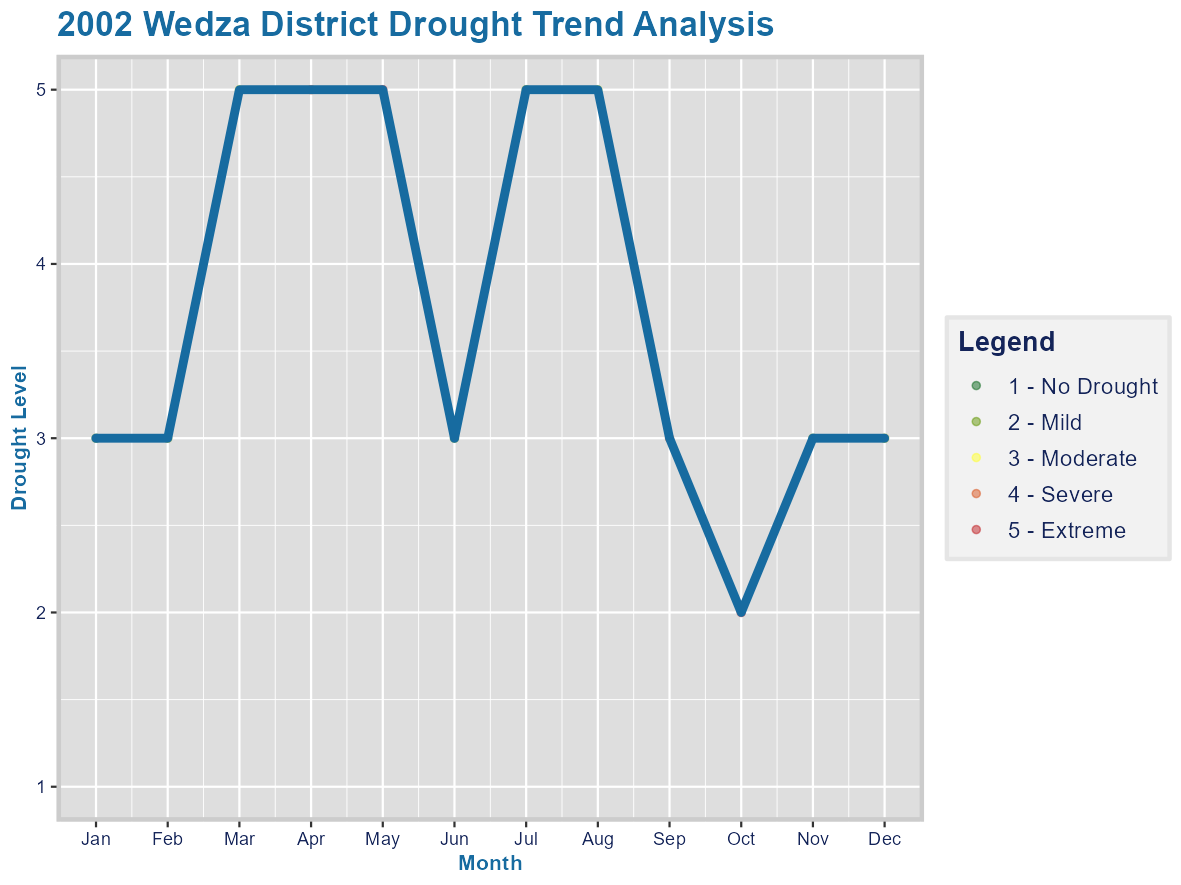 2002 Wedza District Drought Trend Analysis
5
4
3
2
1
Drought Level
Jan Feb Mar Apr May Jun Jul Aug Sep Oct Nov Dec
Month
Legend
1 - No Drought
2 - Mild
3 - Moderate
4 - Severe
5 - Extreme